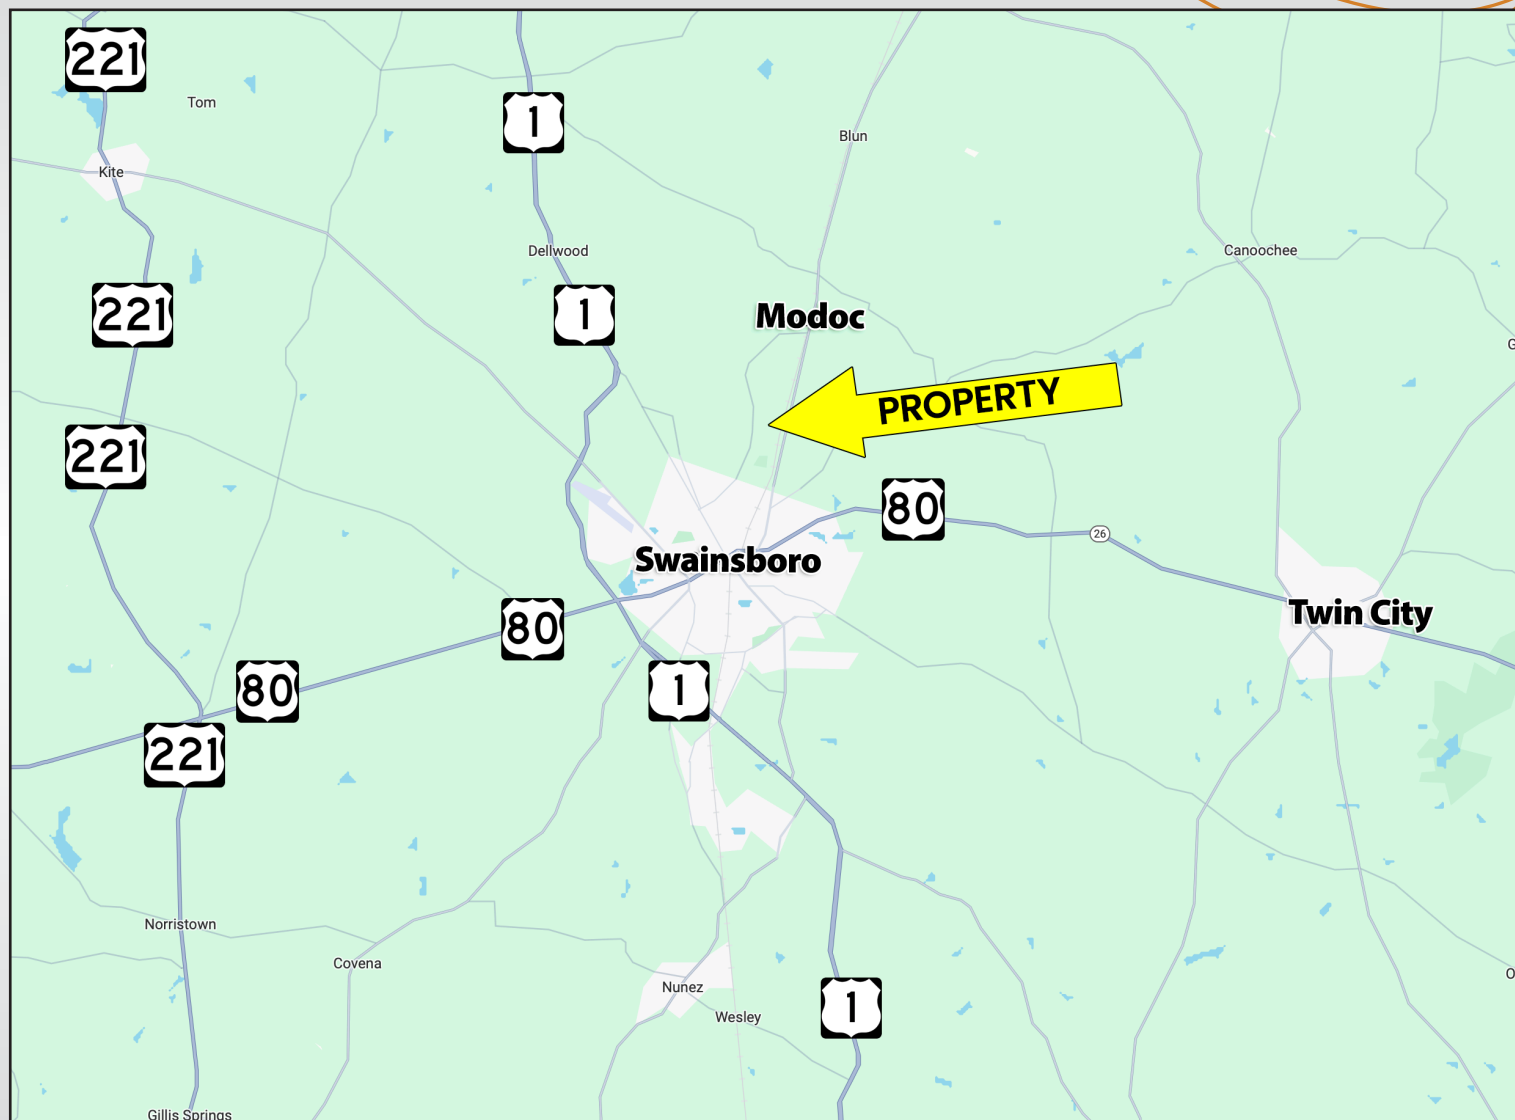 221
Tom
1
Blun
Kite
Dellwood
Canoochee
221
1
Modoc
G
PROPERTY
221
80
26
Swainsboro
Twin City
80
80
1
221
Norristown
Covena
Nunez
O
Wesley
1
Gillis Springs